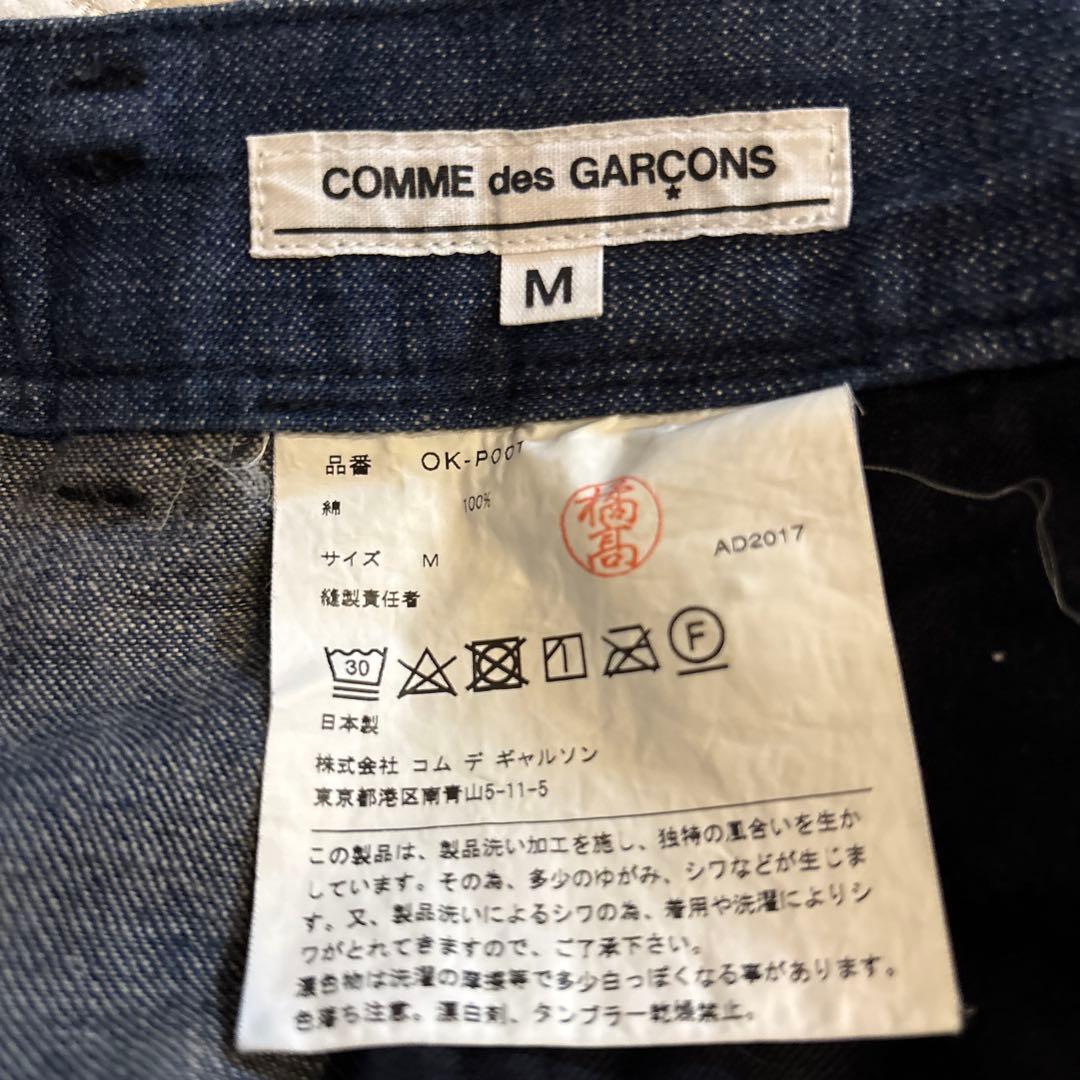 COMME des GARÇONS
*
M
品番 OK-P00T
綿 100%
橘
高
AD2017
サイズ M
縫製責任者
30
F
日本製
株式会社 コム デ ギャルソン
東京都港区南青山5-11-5
この製品は、製品洗い加工を施し、独特の風合いを生か
しています。その為、多少のゆがみ、シワなどが生じま
す。又、製品洗いによるシワの為、着用や洗濯によりシ
ワがとれてきますので、ご了承下さい。
濃色物は洗濯の摩擦等で多少白っぽくなる事があります。
色落ち注意。漂白剤、タンブラー乾燥禁止。